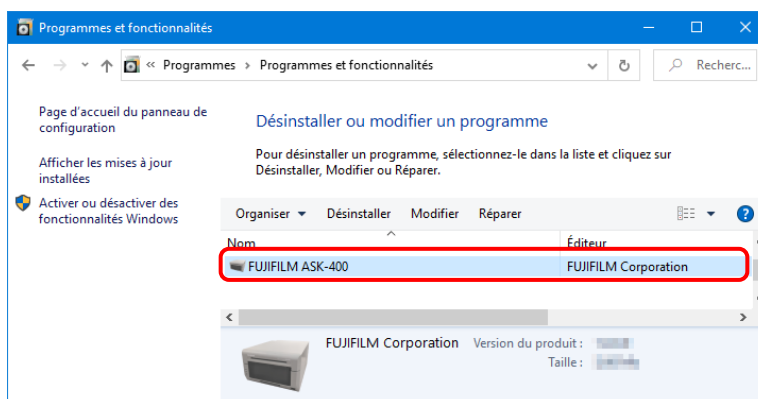 Programmes et fonctionnalités
« Programmes > Programmes et fonctionnalités
Recherc...
Page d'accueil du panneau de
configuration
Afficher les mises à jour
installées
Activer ou désactiver des
fonctionnalités Windows
Désinstaller ou modifier un programme
Pour désinstaller un programme, sélectionnez-le dans la liste et cliquez sur
Désinstaller, Modifier ou Réparer.
Organiser Désinstaller Modifier Réparer
Nom Éditeur
FUJIFILM ASK-400 FUJIFILM Corporation
FUJIFILM Corporation Version du produit :
Taille :